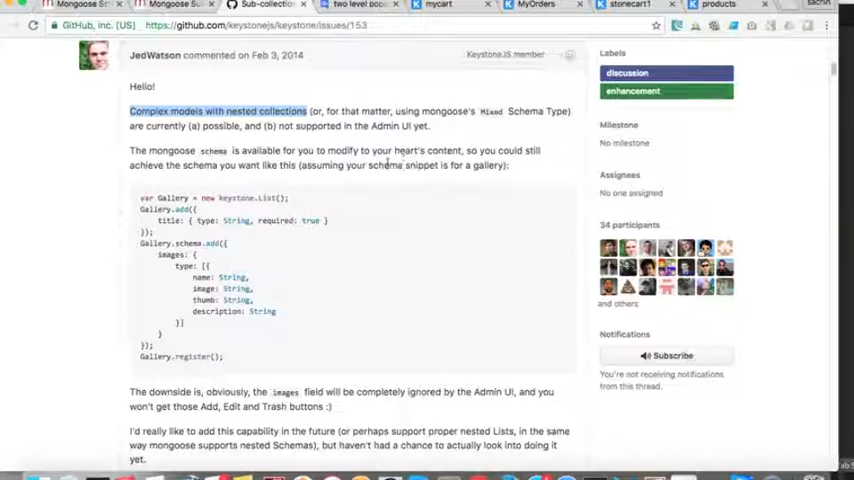 Mongoose Sc
Mongoose Sch
Sub-collection
two level pop
mycart
MyOrders
stonecart1
products
sachin
GitHub, Inc. [US]
https://github.com/keystonejs/keystone/issues/153
JedWatson commented on Feb 3, 2014
KeystoneJS member
Hello!
Complex models with nested collections (or, for that matter, using mongoose's Mixed Schema Type)
are currently (a) possible, and (b) not supported in the Admin UI yet.
The mongoose schema is available for you to modify to your heart's content, so you could still
achieve the schema you want like this (assuming your schema snippet is for a gallery):
var Gallery = new keystone.List();
Gallery.add({
title: { type: String, required: true }
});
Gallery.schema.add({
images: {
type: [{
name: String,
image: String,
thumb: String,
description: String
}]
}
});
Gallery.register();
The downside is, obviously, the images field will be completely ignored by the Admin UI, and you
won't get those Add, Edit and Trash buttons :)
I'd really like to add this capability in the future (or perhaps support proper nested Lists, in the same
way mongoose supports nested Schemas), but haven't had a chance to actually look into doing it
yet.
Labels
discussion
enhancement
Milestone
No milestone
Assignees
No one assigned
34 participants
and others
Notifications
Subscribe
You're not receiving notifications
from this thread.